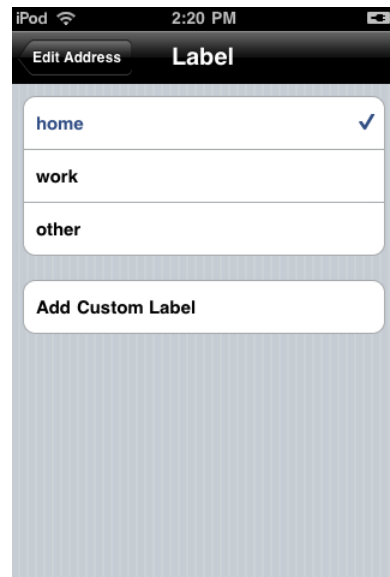 iPod 2:20 PM
Edit Address Label
home
work
other
Add Custom Label